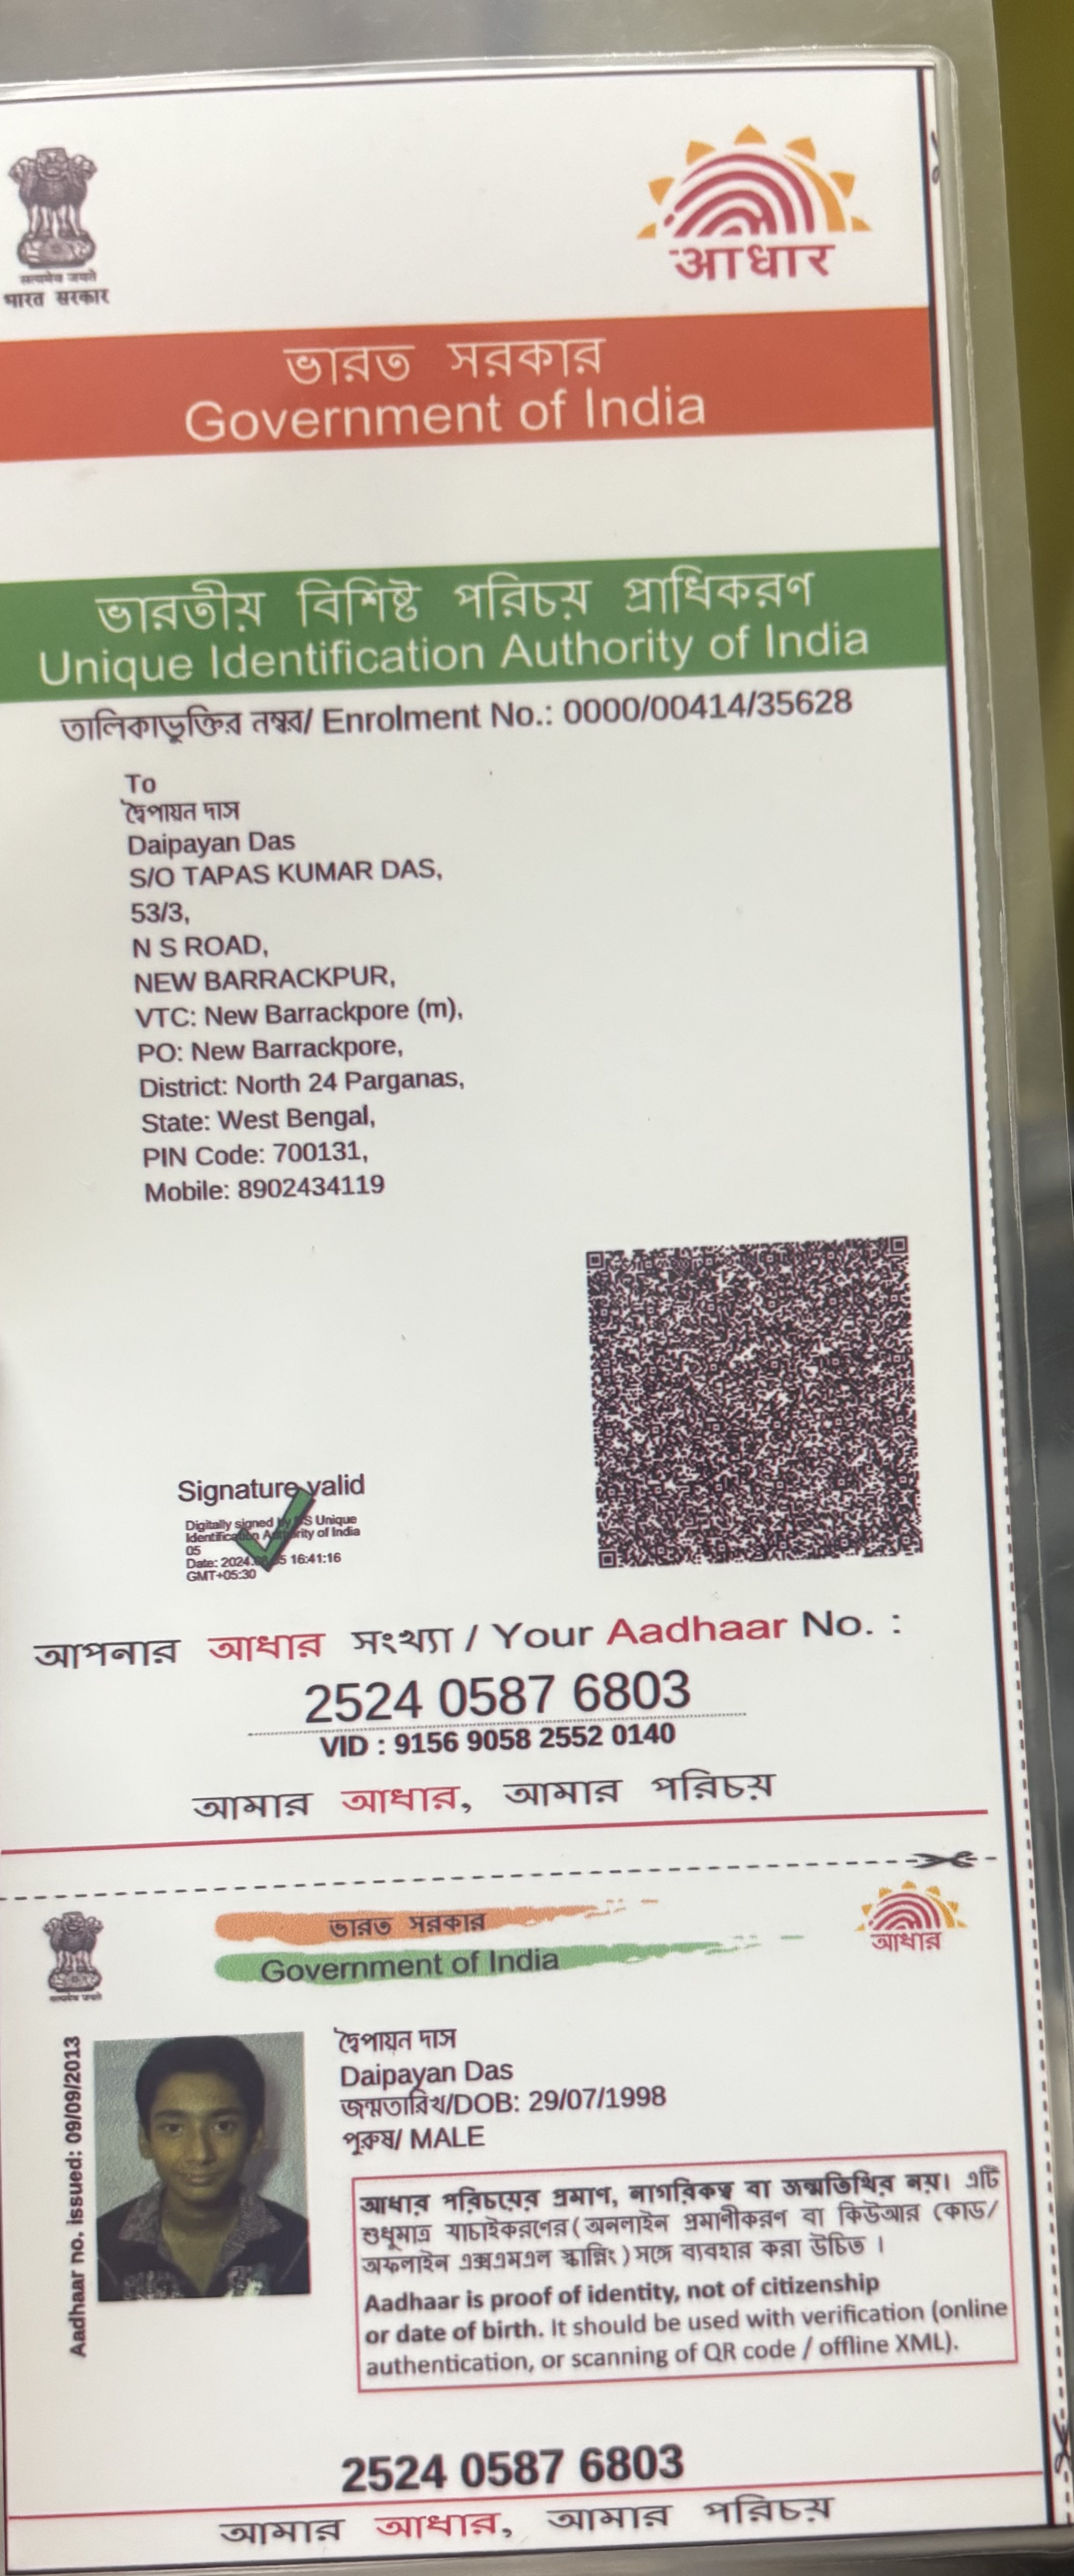 सत्यमेव जयते
भारत सरकार
आधार
ভারত সরকার
Government of India
ভারতীয় বিশিষ্ট পরিচয় প্রাধিকরণ
Unique Identification Authority of India
তালিকাভুক্তির নম্বর/ Enrolment No.: 0000/00414/35628
To
দ্বৈপায়ন দাস
Daipayan Das
S/O TAPAS KUMAR DAS,
53/3,
N S ROAD,
NEW BARRACKPUR,
VTC: New Barrackpore (m),
PO: New Barrackpore,
District: North 24 Parganas,
State: West Bengal,
PIN Code: 700131,
Mobile: 8902434119
Signature valid
Digitally signed by DS Unique
Identification Authority of India
05
Date: 2024. 5 16:41:16
GMT+05:30
আপনার আধার সংখ্যা / Your Aadhaar No. :
2524 0587 6803
VID : 9156 9058 2552 0140
আমার আধার, আমার পরিচয়
ভারত সরকার
Government of India
सत्यमेव जयते
আধার
Aadhaar no. issued: 09/09/2013
দ্বৈপায়ন দাস
Daipayan Das
জন্মতারিখ/DOB: 29/07/1998
পুরুষ/ MALE
আধার পরিচয়ের প্রমাণ, নাগরিকত্ব বা জন্মতিথির নয়। এটি
শুধুমাত্র যাচাইকরণের (অনলাইন প্রমাণীকরণ বা কিউআর কোড/
অফলাইন এক্সএমএল স্ক্যানিং) সঙ্গে ব্যবহার করা উচিত ।
Aadhaar is proof of identity, not of citizenship
or date of birth. It should be used with verification (online
authentication, or scanning of QR code / offline XML).
2524 0587 6803
আমার আধার, আমার পরিচয়